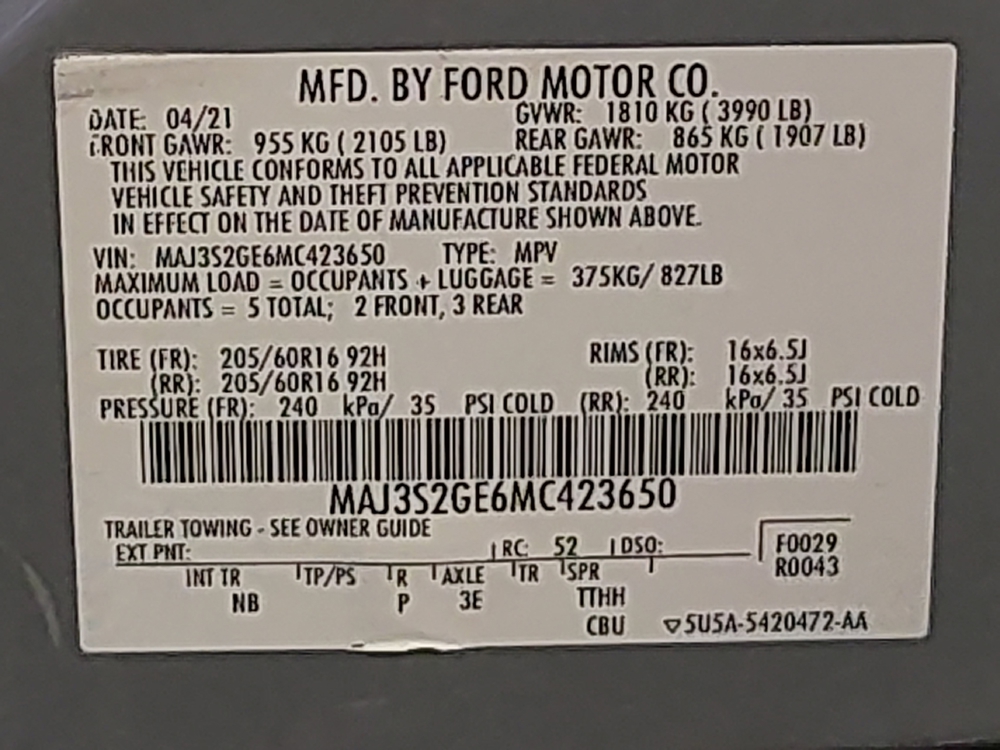 MFD. BY FORD MOTOR CO.
DATE: 04/21 GVWR: 1810 KG ( 3990 LB)
FRONT GAWR: 955 KG ( 2105 LB) REAR GAWR: 865 KG ( 1907 LB)
THIS VEHICLE CONFORMS TO ALL APPLICABLE FEDERAL MOTOR
VEHICLE SAFETY AND THEFT PREVENTION STANDARDS
IN EFFECT ON THE DATE OF MANUFACTURE SHOWN ABOVE.
VIN: MAJ3S2GE6MC423650 TYPE: MPV
MAXIMUM LOAD = OCCUPANTS + LUGGAGE = 375KG/ 827LB
OCCUPANTS = 5 TOTAL; 2 FRONT, 3 REAR
TIRE (FR): 205/60R16 92H RIMS (FR): 16x6.5J
(RR): 205/60R16 92H (RR): 16x6.5J
PRESSURE (FR): 240 kPa/ 35 PSI COLD (RR): 240 kPa/ 35 PSI COLD
MAJ3S2GE6MC423650
TRAILER TOWING - SEE OWNER GUIDE
EXT PNT: RC: 52 DSO: F0029
INT TR TP/PS R AXLE TR SPR R0043
NB P 3E TTHH
CBU ▽5U5A-5420472-AA